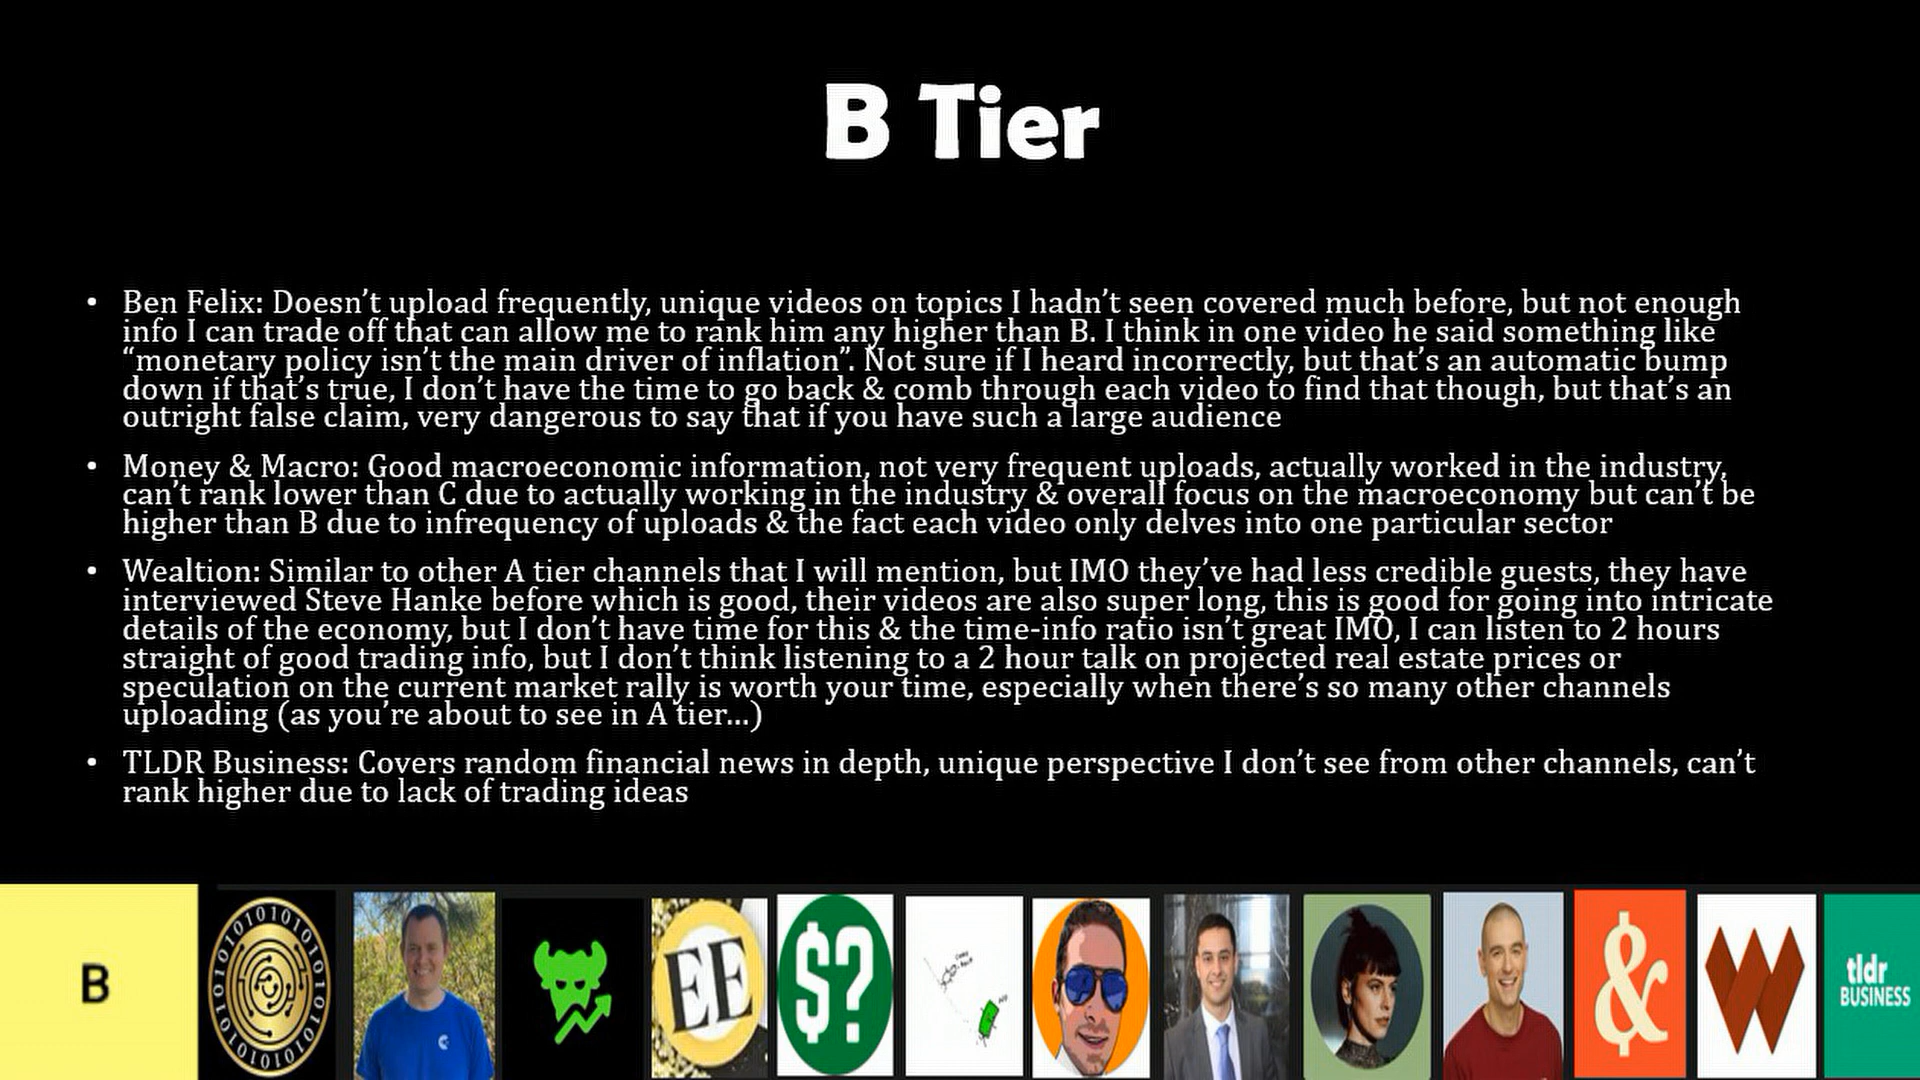 B Tier
• Ben Felix: Doesn’t upload frequently, unique videos on topics I hadn’t seen covered much before, but not enough
info I can trade off that can allow me to rank him any higher than B. I think in one video he said something like
“monetary policy isn’t the main driver of inflation”. Not sure if I heard incorrectly, but that’s an automatic bump
down if that’s true, I don’t have the time to go back & comb through each video to find that though, but that’s an
outright false claim, very dangerous to say that if you have such a large audience
• Money & Macro: Good macroeconomic information, not very frequent uploads, actually worked in the industry,
can’t rank lower than C due to actually working in the industry & overall focus on the macroeconomy but can’t be
higher than B due to infrequency of uploads & the fact each video only delves into one particular sector
• Wealtion: Similar to other A tier channels that I will mention, but IMO they’ve had less credible guests, they have
interviewed Steve Hanke before which is good, their videos are also super long, this is good for going into intricate
details of the economy, but I don’t have time for this & the time-info ratio isn’t great IMO, I can listen to 2 hours
straight of good trading info, but I don’t think listening to a 2 hour talk on projected real estate prices or
speculation on the current market rally is worth your time, especially when there’s so many other channels
uploading (as you’re about to see in A tier...)
• TLDR Business: Covers random financial news in depth, unique perspective I don’t see from other channels, can’t
rank higher due to lack of trading ideas
B
EE
$?
&
W
tldr
BUSINESS